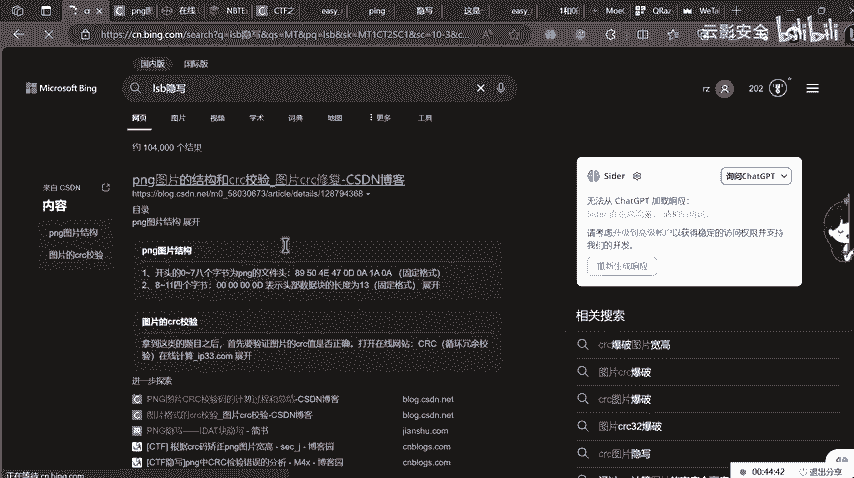 png图
在线
NBTE
CTF2
easy_
ping
隐写
这是
easy_
1和0
MoeC
QRaz
WeTa
https://cn.bing.com/search?q=lsb隐写&qs=MT&pq=lsb&sk=MT1CT2SC1&sc=10-3&c...
云影安全
bilibili
国内版 国际版
Microsoft Bing
lsb隐写
rz
202
网页 图片 视频 学术 词典 地图 更多 工具
约 104,000 个结果
png图片的结构和crc校验_图片crc修复-CSDN博客
https://blog.csdn.net/m0_58030673/article/details/128794368
来自 CSDN
内容
png图片结构
图片的crc校验
目录
png图片结构 展开
png图片结构
1、开头的0~7八个字节为png的文件头：89 50 4E 47 0D 0A 1A 0A（固定格式）
2、8~11四个字节：00 00 00 0D 表示头部数据块的长度为13（固定格式） 展开
图片的crc校验
拿到这类的题目之后，首先要验证图片的crc值是否正确。打开在线网站：CRC（循环冗余校
验）在线计算_ip33.com 展开
进一步探索
PNG图片CRC校验码的计算过程和总结-CSDN博客 blog.csdn.net
图片格式的crc校验_图片crc校验-CSDN博客 blog.csdn.net
PNG隐写——IDAT块隐写 - 简书 jianshu.com
[CTF] 根据crc码矫正png图片宽高 - sec_j - 博客园 cnblogs.com
[CTF隐写]png中CRC检验错误的分析 - M4x - 博客园 cnblogs.com
Sider
询问ChatGPT
无法从 ChatGPT 加载响应：
请考虑升级到高级帐户以获得稳定的访问权限并支持
我们的开发。
重新生成响应
相关搜索
crc爆破图片宽高
图片crc爆破
crc图片爆破
图片crc32爆破
crc图片隐写
正在等待 cn.bing.com
00:44:42
退出分享